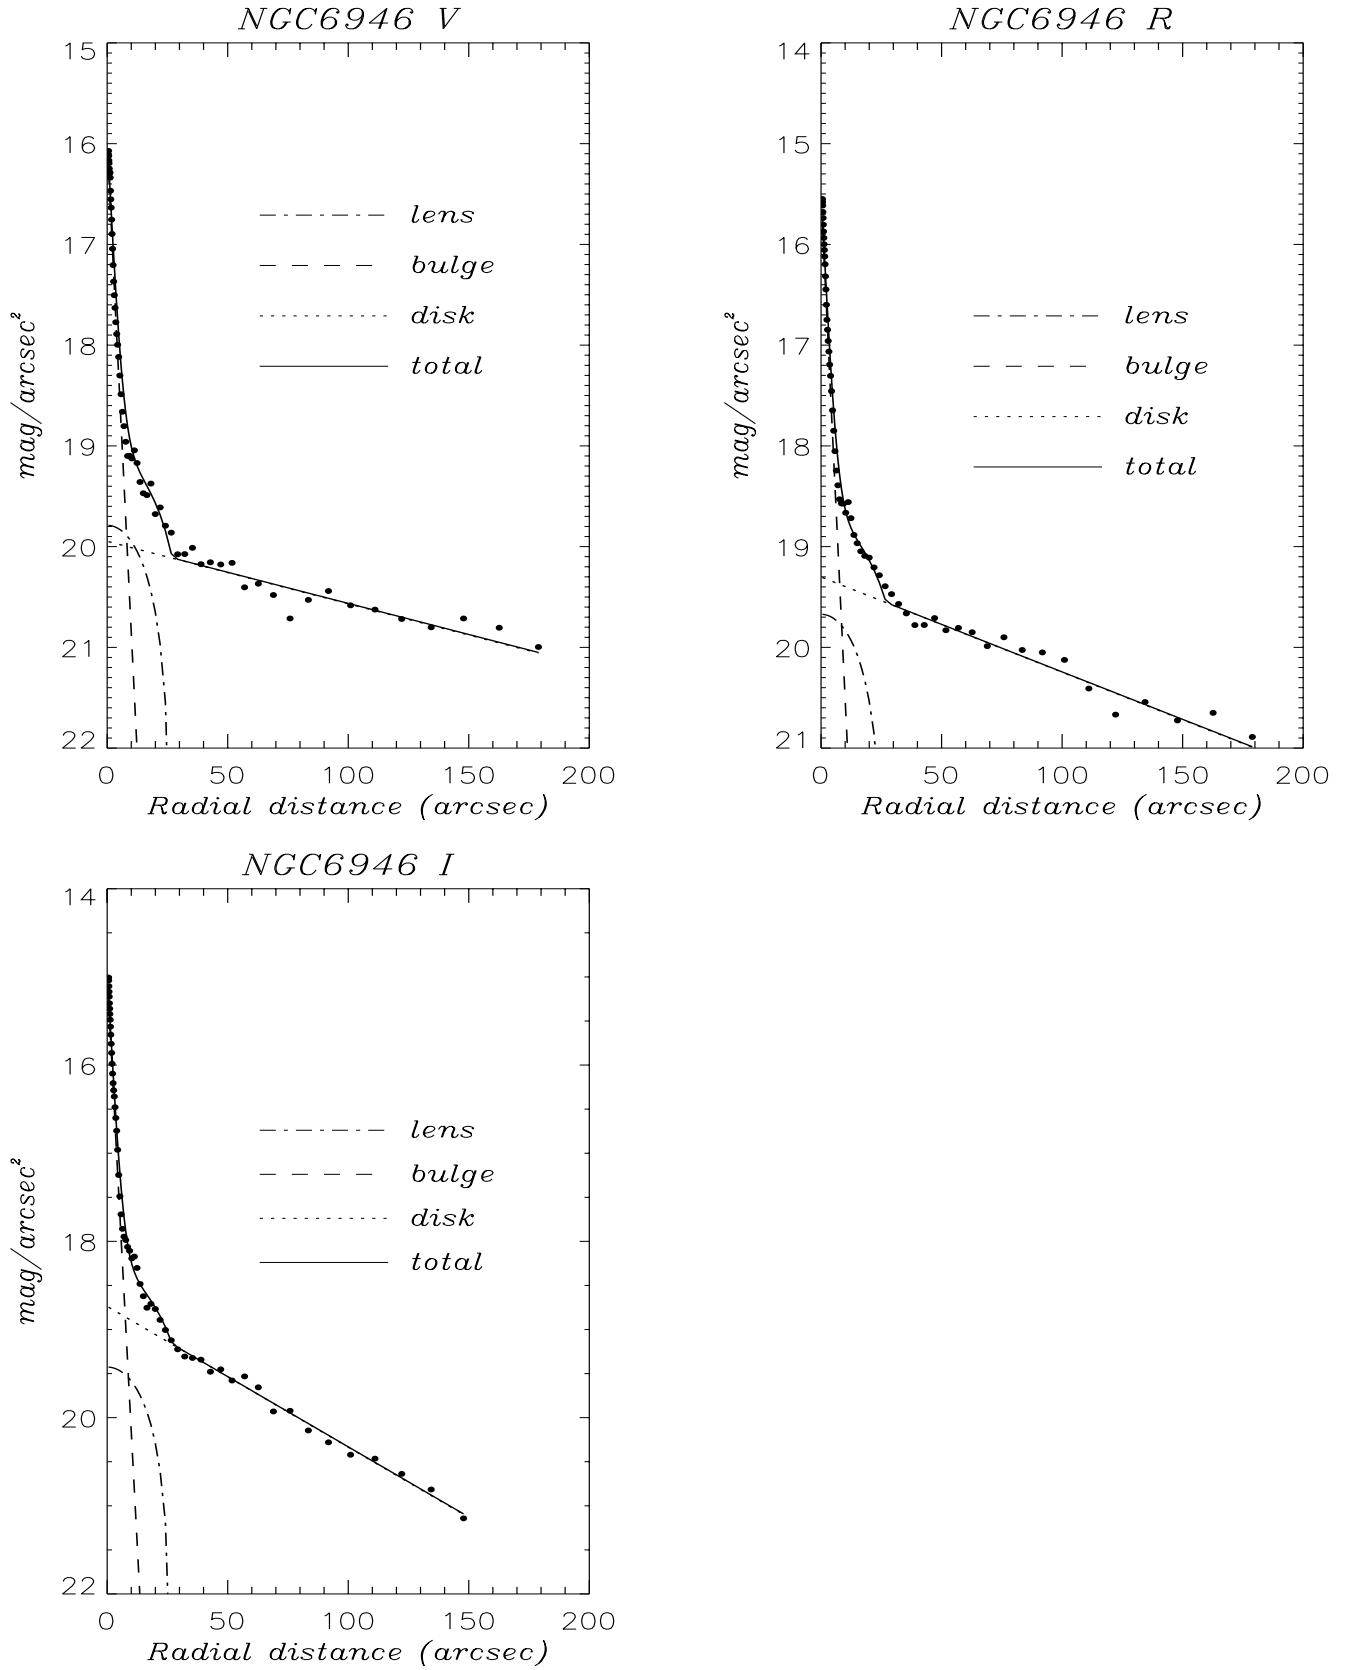 NGC6946 V
15
16
17
18
19
20
21
22
mag/arcsec²
lens
bulge
disk
total
0 50 100 150 200
Radial distance (arcsec)
NGC6946 R
14
15
16
17
18
19
20
21
mag/arcsec²
lens
bulge
disk
total
0 50 100 150 200
Radial distance (arcsec)
NGC6946 I
14
16
18
20
22
mag/arcsec²
lens
bulge
disk
total
0 50 100 150 200
Radial distance (arcsec)